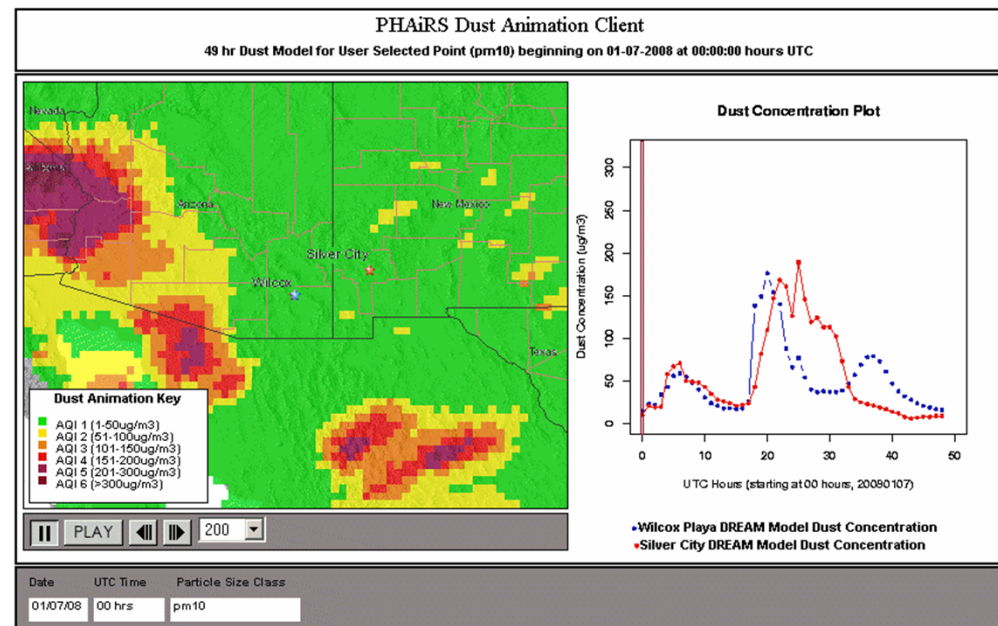 PHAiRS Dust Animation Client
49 hr Dust Model for User Selected Point (pm10) beginning on 01-07-2008 at 00:00:00 hours UTC
Nevada
Arizona
New Mexico
Silver City
Wilcox
Texas
Dust Animation Key
AQI 1 (1-50ug/m3)
AQI 2 (51-100ug/m3)
AQI 3 (101-150ug/m3)
AQI 4 (151-200ug/m3)
AQI 5 (201-300ug/m3)
AQI 6 (>300ug/m3)
PLAY
200
Dust Concentration Plot
Dust Concentration (ug/m3)
300
250
200
150
100
50
0
0 10 20 30 40 50
UTC Hours (starting at 00 hours, 20080107)
Wilcox Playa DREAM Model Dust Concentration
Silver City DREAM Model Dust Concentration
Date UTC Time Particle Size Class
01/07/08 00 hrs pm10